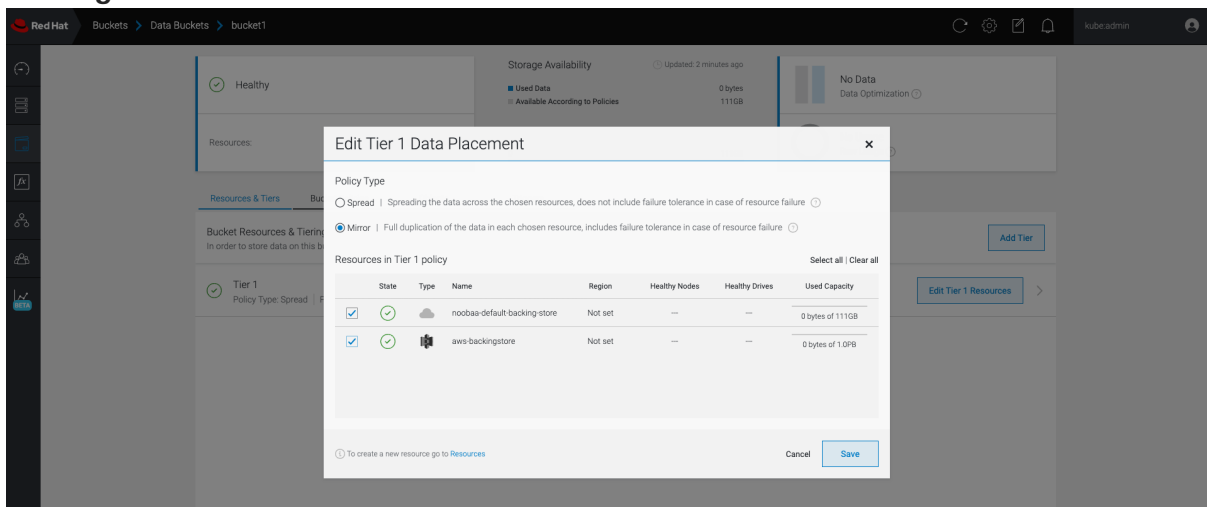 Red Hat
Buckets > Data Buckets > bucket1
kube:admin
Healthy
Storage Availability
Updated: 2 minutes ago
Used Data 0 bytes
Available According to Policies 111GB
No Data
Data Optimization
Resources:
Edit Tier 1 Data Placement
Policy Type
Spread | Spreading the data across the chosen resources, does not include failure tolerance in case of resource failure
Mirror | Full duplication of the data in each chosen resource, includes failure tolerance in case of resource failure
Resources in Tier 1 policy
Select all | Clear all
State Type Name Region Healthy Nodes Healthy Drives Used Capacity
noobaa-default-backing-store Not set — — 0 bytes of 111GB
aws-backingstore Not set — — 0 bytes of 1.0PB
To create a new resource go to Resources
Cancel
Save
Resources & Tiers
Bucket Resources & Tiering
In order to store data on this
Add Tier
Tier 1
Policy Type: Spread
Edit Tier 1 Resources
BETA
fx